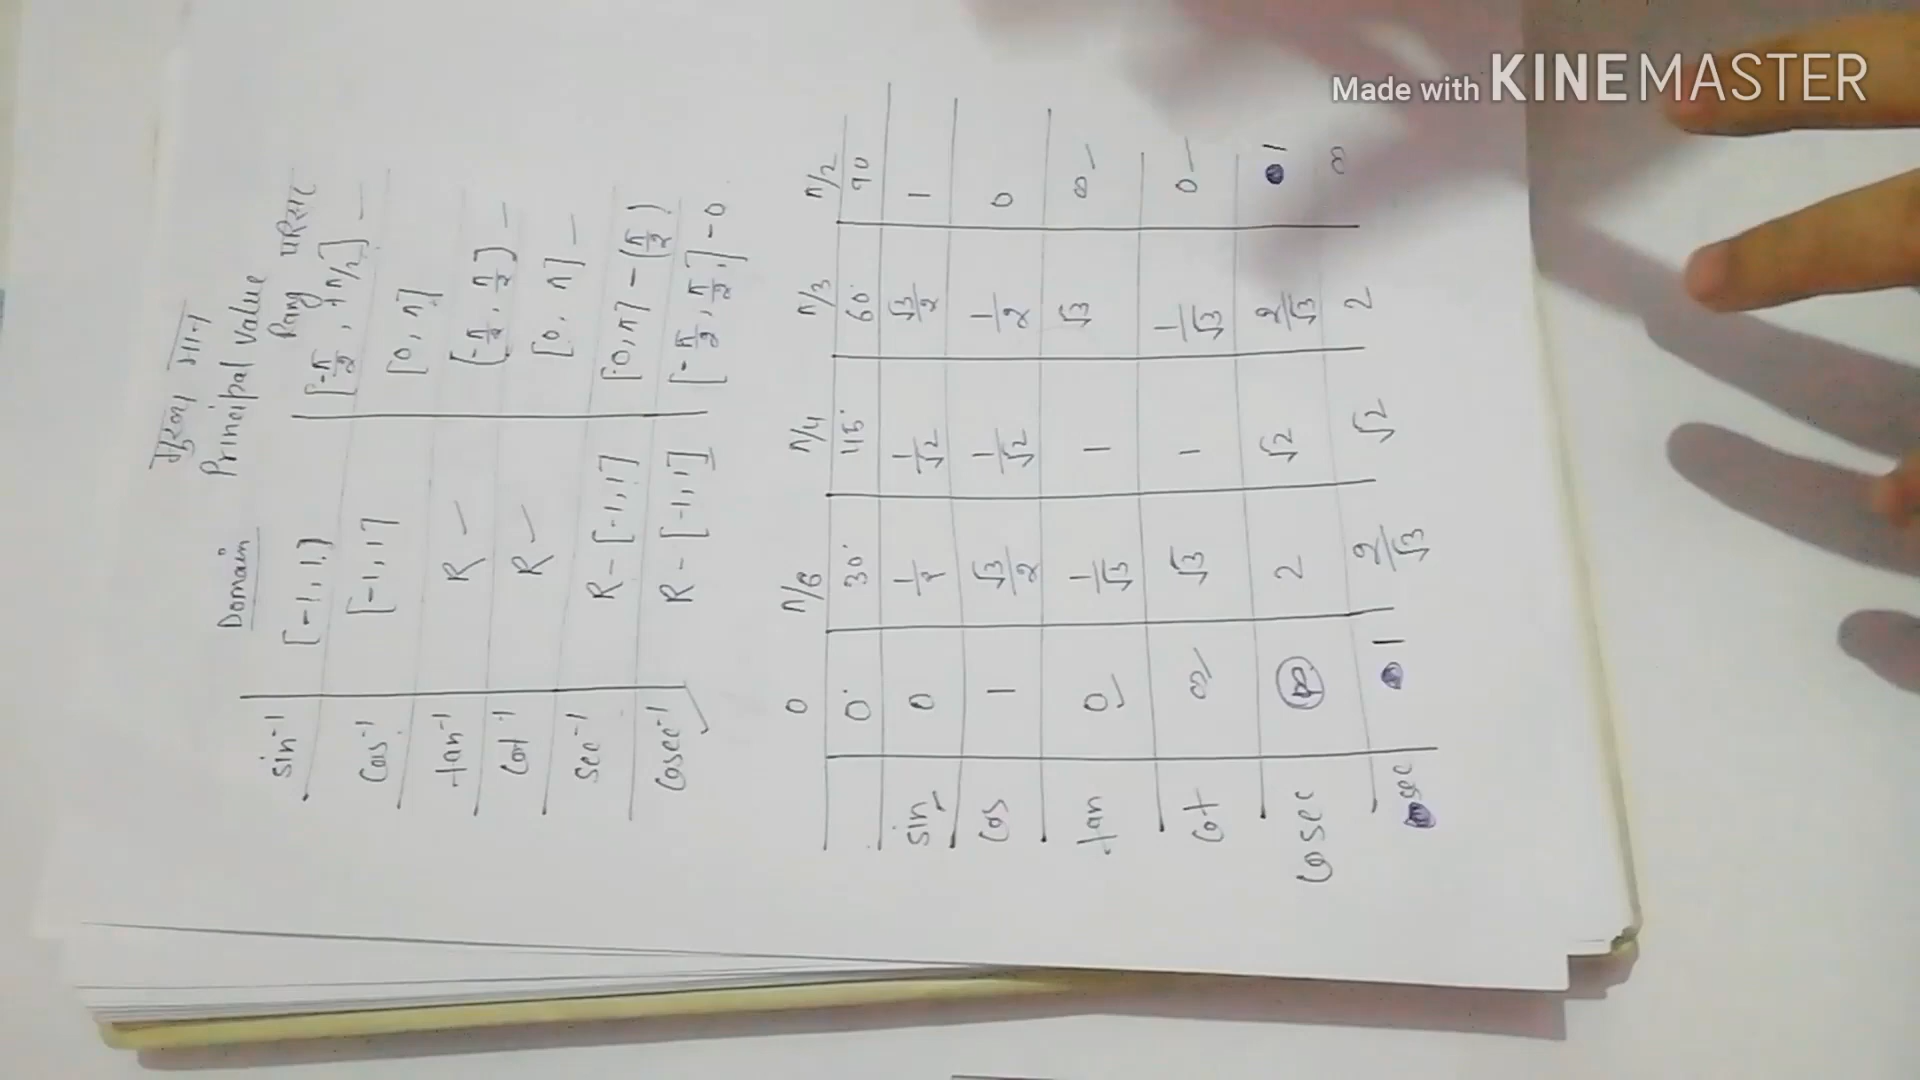 Made with KINEMASTER
मुख्य मान
Principal Value
Domain Rang परिसर
sin⁻¹ [-1,1] [-π/2, +π/2]
Cos⁻¹ [-1,1] [0, π]
tan⁻¹ R (-π/2, π/2)
Cot⁻¹ R [0, π]
Sec⁻¹ R-[-1,1] [0,π]-(π/2)
Cosec⁻¹ R-[-1,1] [-π/2, π/2]-0
0 π/6 π/4 π/3 π/2
0° 30° 45° 60° 90
sin 0 1/2 1/√2 √3/2 1
Cos 1 √3/2 1/√2 1/2 0
tan 0 1/√3 1 √3 ∞
Cot ∞ √3 1 1/√3 0
Cosec ∞ 2 √2 2/√3 1
sec 1 2/√3 √2 2 ∞